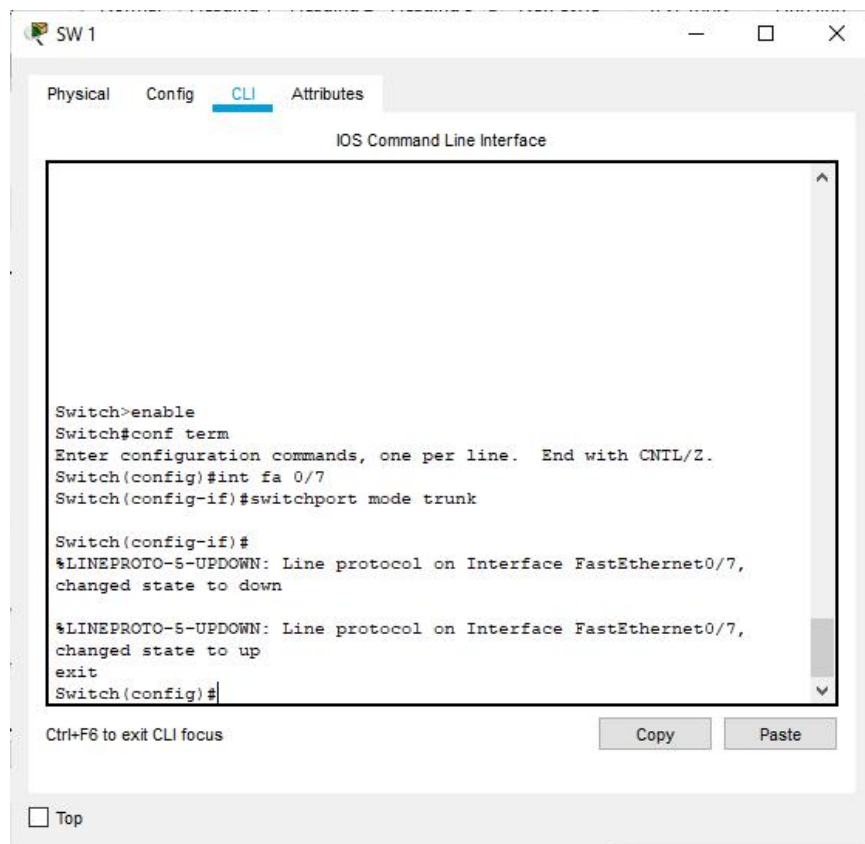 SW 1
Physical Config CLI Attributes
IOS Command Line Interface
Switch>enable
Switch#conf term
Enter configuration commands, one per line.  End with CNTL/Z.
Switch(config)#int fa 0/7
Switch(config-if)#switchport mode trunk
Switch(config-if)#
%LINEPROTO-5-UPDOWN: Line protocol on Interface FastEthernet0/7,
changed state to down
%LINEPROTO-5-UPDOWN: Line protocol on Interface FastEthernet0/7,
changed state to up
exit
Switch(config)#
Ctrl+F6 to exit CLI focus
Copy Paste
Top